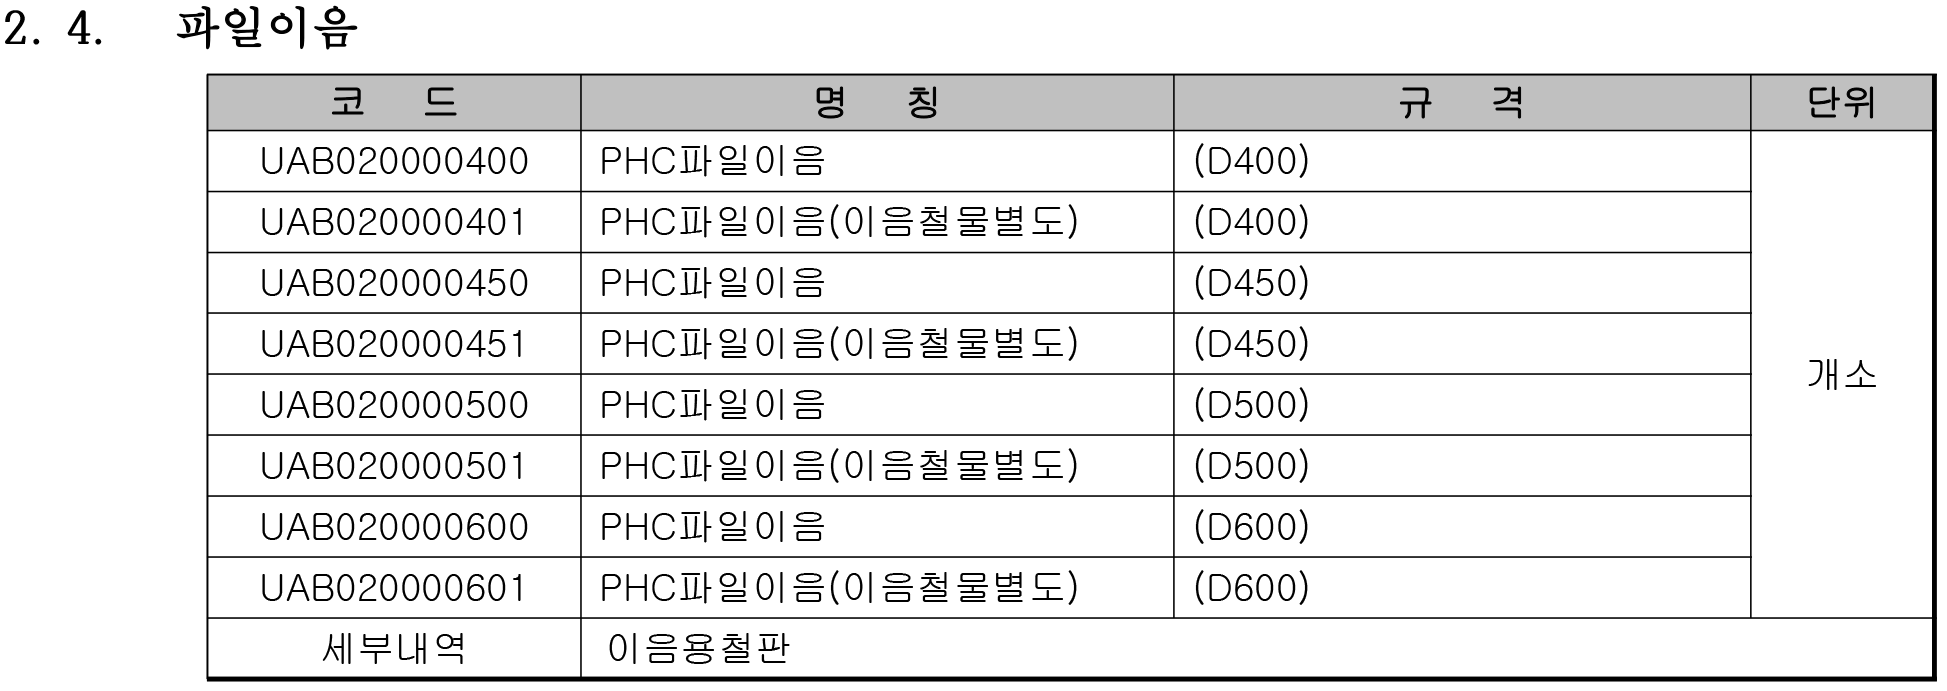 2. 4. 파일이음
코 드 명 칭 규 격 단위
UAB020000400 PHC파일이음 (D400)
UAB020000401 PHC파일이음(이음철물별도) (D400)
UAB020000450 PHC파일이음 (D450)
UAB020000451 PHC파일이음(이음철물별도) (D450)
개소
UAB020000500 PHC파일이음 (D500)
UAB020000501 PHC파일이음(이음철물별도) (D500)
UAB020000600 PHC파일이음 (D600)
UAB020000601 PHC파일이음(이음철물별도) (D600)
세부내역 이음용철판